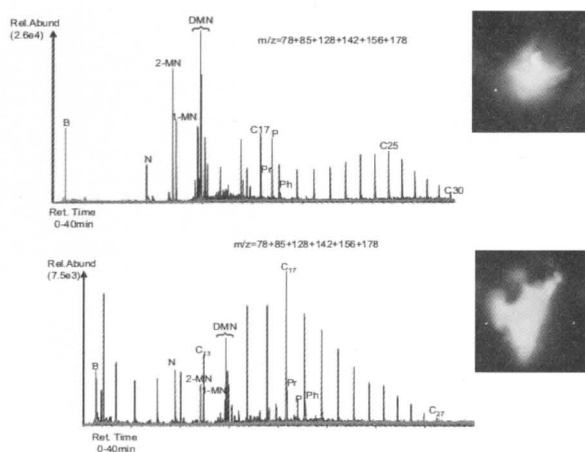 Rel.Abund
(2.6e4)
DMN
m/z=78+85+128+142+156+178
2-MN
1-MN
B
N
C17
P
C25
Pr
Ph
C30
Ret. Time
0-40min
m/z=78+85+128+142+156+178
Rel.Abund
(7.5e3)
C17
DMN
B
N
C13
2-MN
1-MN
Pr
P
Ph
C27
Ret. Time
0-40min